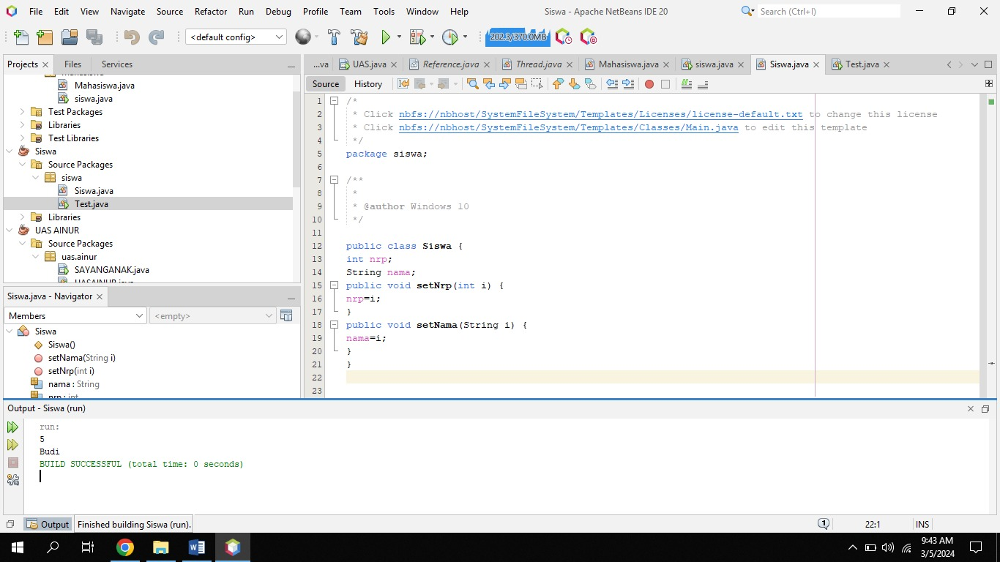 File Edit View Navigate Source Refactor Run Debug Profile Team Tools Window Help
Siswa - Apache NetBeans IDE 20
Search (Ctrl+I)
<default config>
202.3/370.0MB
Projects Files Services
Mahasiswa.java
siswa.java
Test Packages
Libraries
Test Libraries
Siswa
Source Packages
siswa
Siswa.java
Test.java
Libraries
UAS AINUR
Source Packages
uas.ainur
SAYANGANAK.java
UASAINUR.java
Siswa.java - Navigator
Members
<empty>
Siswa
Siswa()
setNama(String i)
setNrp(int i)
nama : String
nrp : int
...va UAS.java Reference.java Thread.java Mahasiswa.java siswa.java Siswa.java Test.java
Source History
1 /*
2 * Click nbfs://nbhost/SystemFileSystem/Templates/Licenses/license-default.txt to change this license
3 * Click nbfs://nbhost/SystemFileSystem/Templates/Classes/Main.java to edit this template
4 */
5 package siswa;
6
7 /**
8 *
9 * @author Windows 10
10 */
11
12 public class Siswa {
13 int nrp;
14 String nama;
15 public void setNrp(int i) {
16 nrp=i;
17 }
18 public void setNama(String i) {
19 nama=i;
20 }
21 }
22
23
Output - Siswa (run)
run:
5
Budi
BUILD SUCCESSFUL (total time: 0 seconds)
Output Finished building Siswa (run).
1
22:1
INS
9:43 AM
3/5/2024